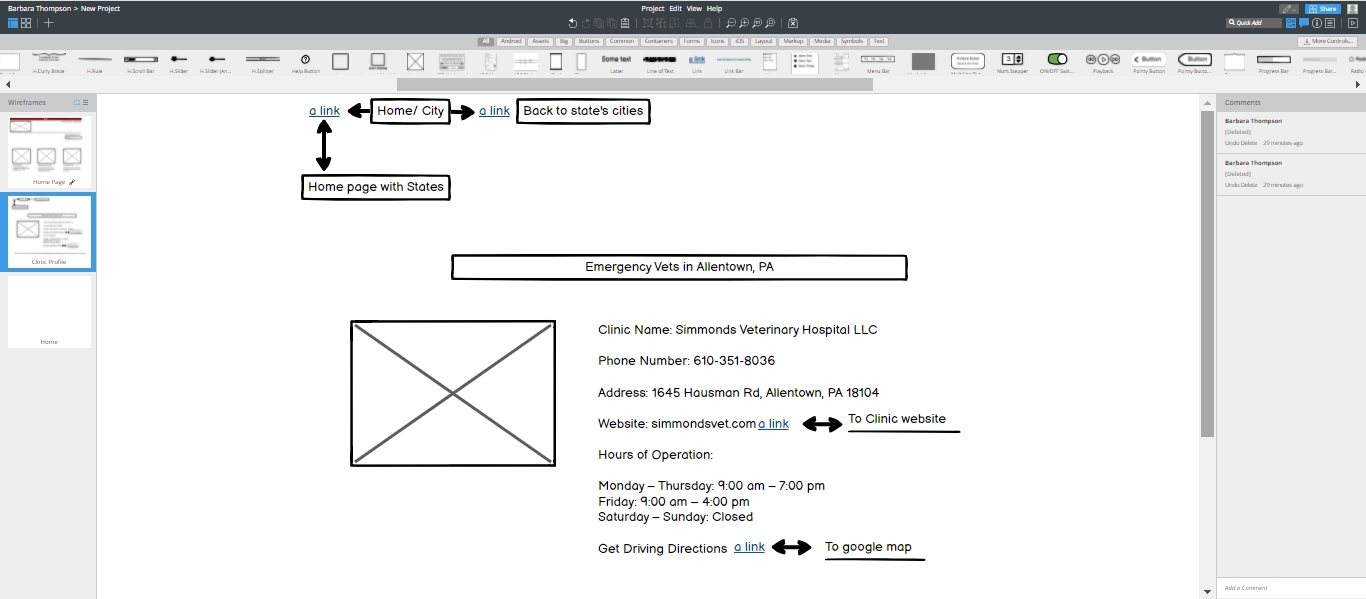 Barbara Thompson > New Project
Project Edit View Help
Share
Quick Add
All Android Assets Big Buttons Common Containers Forms Icons iOS Layout Markup Media Symbols Text
More Controls...
H.Curly Brace H.Rule H.Scroll Bar H.Slider H.Slider (An... H.Splitter Help Button Label Line of Text Link Link Bar Menu Bar Num.Stepper ON/OFF Swit... Playback Pointy Button Pointy Butto... Progress Bar Progress Bar... Radio
Some text
a link
Button
Button
Wireframes
Home Page
Clinic Profile
Home
a link Home/ City a link Back to state's cities
Home page with States
Emergency Vets in Allentown, PA
Clinic Name: Simmonds Veterinary Hospital LLC
Phone Number: 610-351-8036
Address: 1645 Hausman Rd, Allentown, PA 18104
Website: simmondsvet.com a link To Clinic website
Hours of Operation:
Monday – Thursday: 9:00 am – 7:00 pm
Friday: 9:00 am – 4:00 pm
Saturday – Sunday: Closed
Get Driving Directions a link To google map
Comments
Barbara Thompson
[Deleted]
Undo Delete 29 minutes ago
Barbara Thompson
[Deleted]
Undo Delete 29 minutes ago
Add a Comment